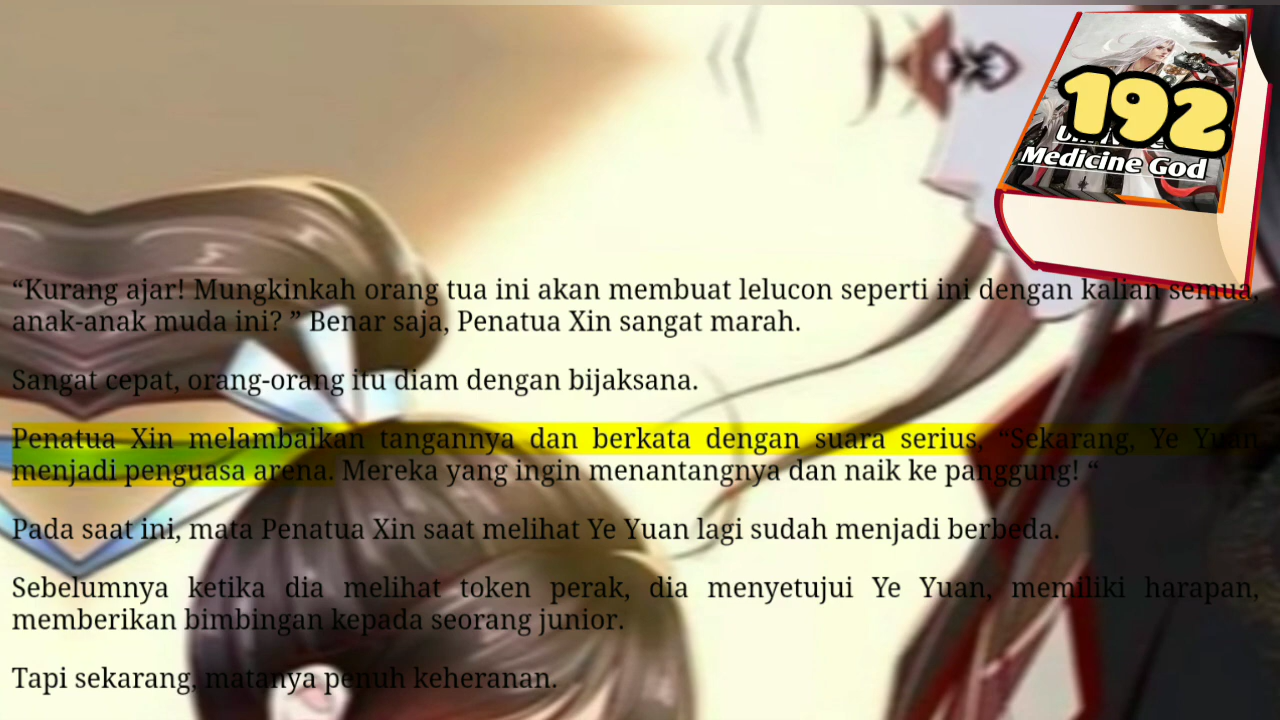 192
Medicine God
“Kurang ajar! Mungkinkah orang tua ini akan membuat lelucon seperti ini dengan kalian semua,
anak-anak muda ini? ” Benar saja, Penatua Xin sangat marah.
Sangat cepat, orang-orang itu diam dengan bijaksana.
Penatua Xin melambaikan tangannya dan berkata dengan suara serius, “Sekarang, Ye Yuan
menjadi penguasa arena. Mereka yang ingin menantangnya dan naik ke panggung! “
Pada saat ini, mata Penatua Xin saat melihat Ye Yuan lagi sudah menjadi berbeda.
Sebelumnya ketika dia melihat token perak, dia menyetujui Ye Yuan, memiliki harapan,
memberikan bimbingan kepada seorang junior.
Tapi sekarang, matanya penuh keheranan.